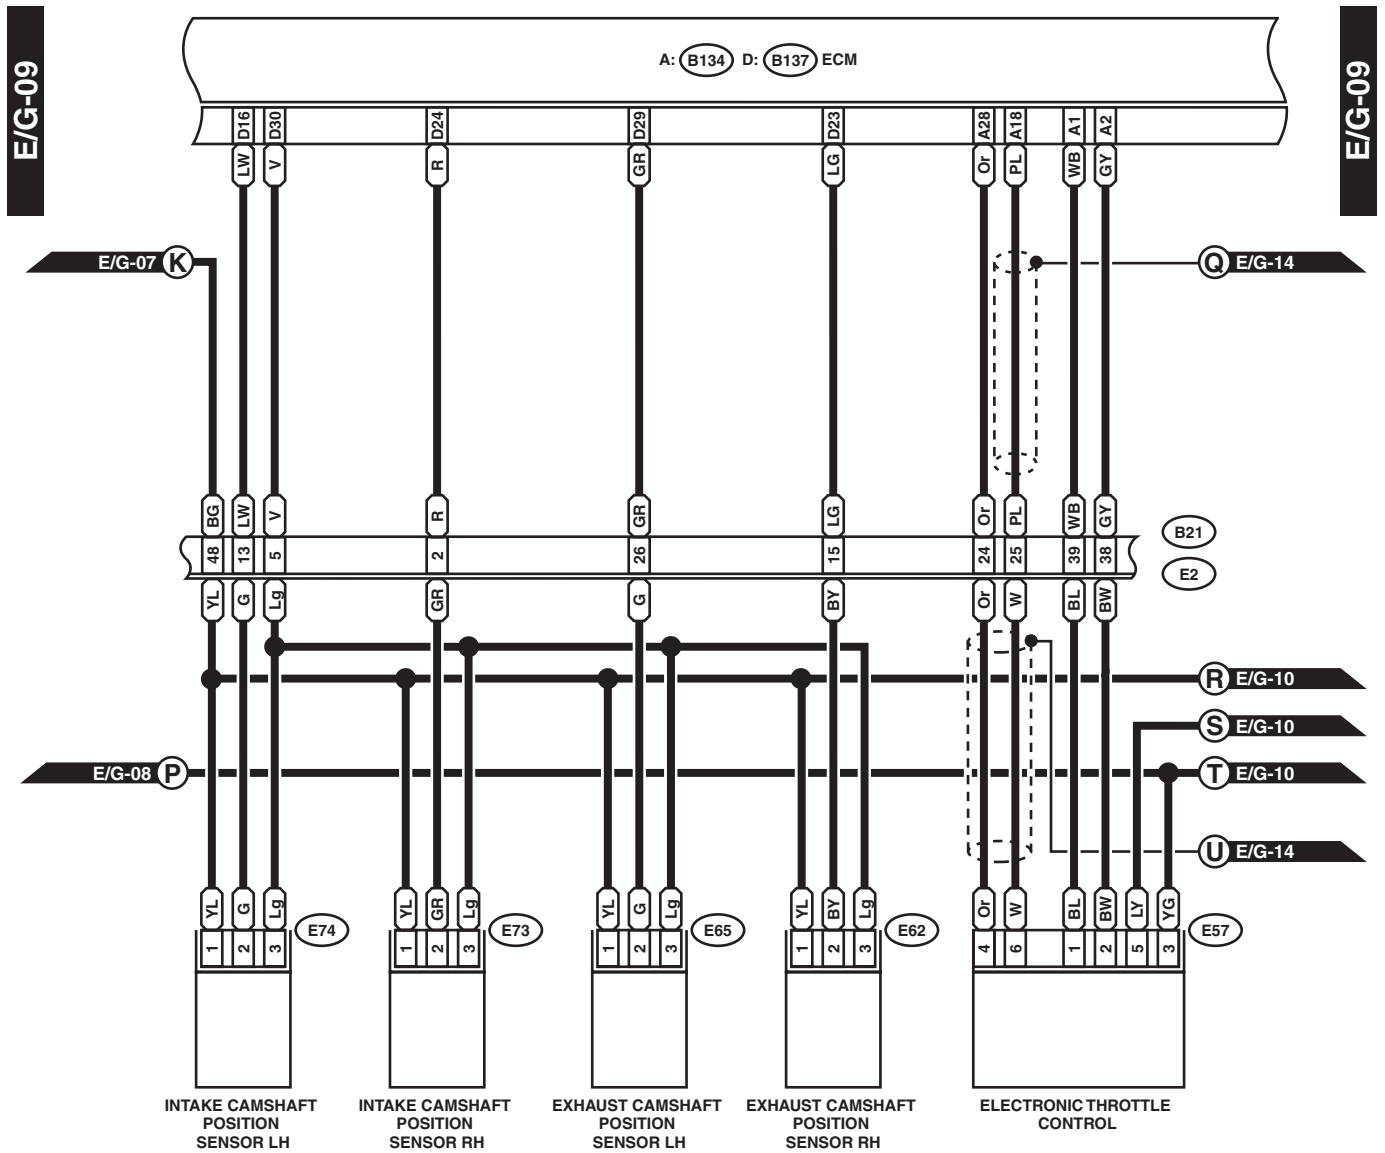 E/G-09
E/G-09
A: B134 D: B137 ECM
D16 D30 D24 D29 D23 A28 A18 A1 A2
LW V R GR LG Or PL WB GY
E/G-07 K
Q E/G-14
BG LW V R GR LG Or PL WB GY
B21
48 13 5 2 26 15 24 25 39 38
E2
YL G Lg GR G BY Or W BL BW
R E/G-10
S E/G-10
E/G-08 P
T E/G-10
U E/G-14
YL G Lg YL GR Lg YL G Lg YL BY Lg Or W BL BW LY YG
E74 E73 E65 E62 E57
1 2 3 1 2 3 1 2 3 1 2 3 4 6 1 2 5 3
INTAKE CAMSHAFT
POSITION
SENSOR LH
INTAKE CAMSHAFT
POSITION
SENSOR RH
EXHAUST CAMSHAFT
POSITION
SENSOR LH
EXHAUST CAMSHAFT
POSITION
SENSOR RH
ELECTRONIC THROTTLE
CONTROL